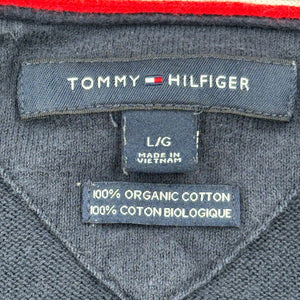 TOMMY HILFIGER
L/G
MADE IN
VIETNAM
100% ORGANIC COTTON
100% COTON BIOLOGIQUE